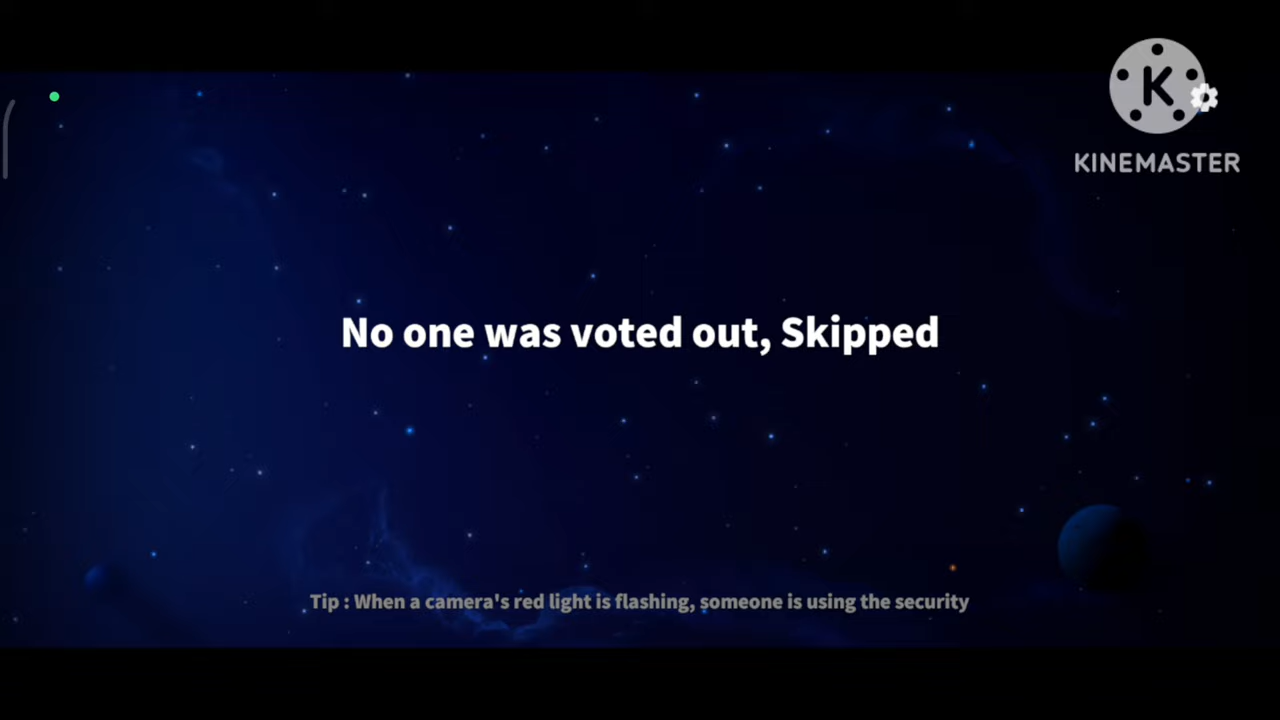 K
KINEMASTER
No one was voted out, Skipped
Tip : When a camera's red light is flashing, someone is using the security